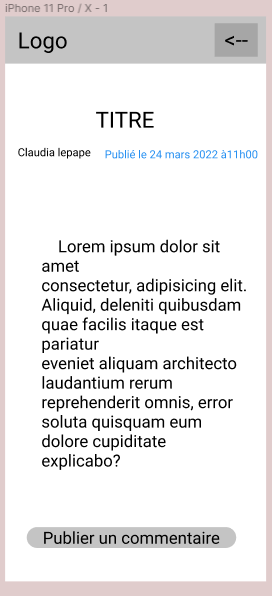 iPhone 11 Pro / X - 1
Logo
<--
TITRE
Claudia lepape
Publié le 24 mars 2022 à11h00
Lorem ipsum dolor sit
amet
consectetur, adipisicing elit.
Aliquid, deleniti quibusdam
quae facilis itaque est
pariatur
eveniet aliquam architecto
laudantium rerum
reprehenderit omnis, error
soluta quisquam eum
dolore cupiditate
explicabo?
Publier un commentaire